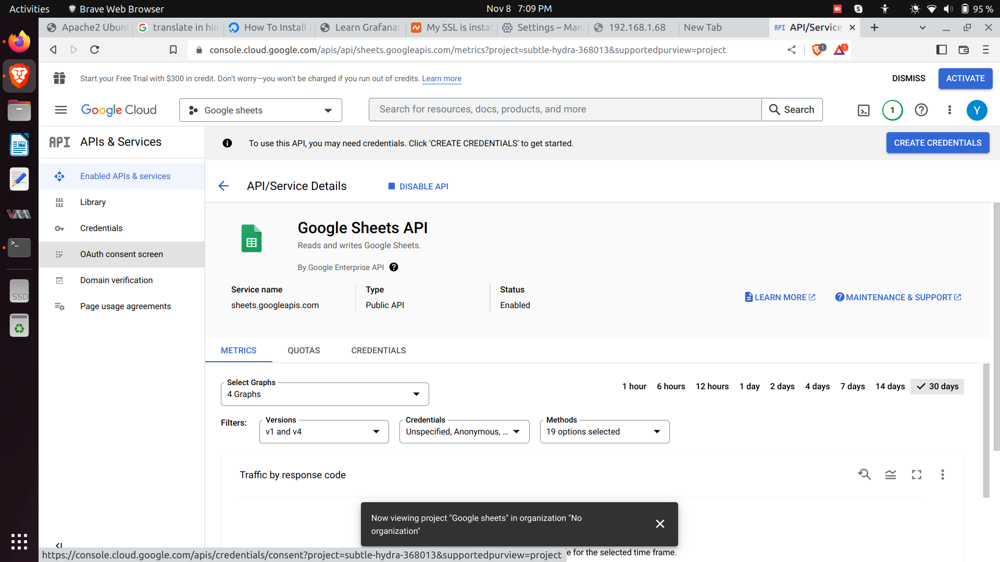 Activities
Brave Web Browser
Nov 8 7:09 PM
95 %
Apache2 Ubunt
translate in hin
How To Install
Learn Grafana:
My SSL is instal
Settings – Mana
192.168.1.68
New Tab
API API/Service
console.cloud.google.com/apis/api/sheets.googleapis.com/metrics?project=subtle-hydra-368013&supportedpurview=project
1
1
Start your Free Trial with $300 in credit. Don’t worry—you won’t be charged if you run out of credits. Learn more
DISMISS
ACTIVATE
Google Cloud
Google sheets
Search for resources, docs, products, and more
Search
1
Y
API APIs & Services
To use this API, you may need credentials. Click 'CREATE CREDENTIALS' to get started.
CREATE CREDENTIALS
Enabled APIs & services
Library
Credentials
OAuth consent screen
Domain verification
Page usage agreements
SSD
API/Service Details
DISABLE API
Google Sheets API
Reads and writes Google Sheets.
By Google Enterprise API
Service name
sheets.googleapis.com
Type
Public API
Status
Enabled
LEARN MORE
MAINTENANCE & SUPPORT
METRICS
QUOTAS
CREDENTIALS
Select Graphs
4 Graphs
1 hour
6 hours
12 hours
1 day
2 days
4 days
7 days
14 days
30 days
Filters:
Versions
v1 and v4
Credentials
Unspecified, Anonymous, ...
Methods
19 options selected
Traffic by response code
Now viewing project "Google sheets" in organization "No
organization"
e for the selected time frame.
https://console.cloud.google.com/apis/credentials/consent?project=subtle-hydra-368013&supportedpurview=project